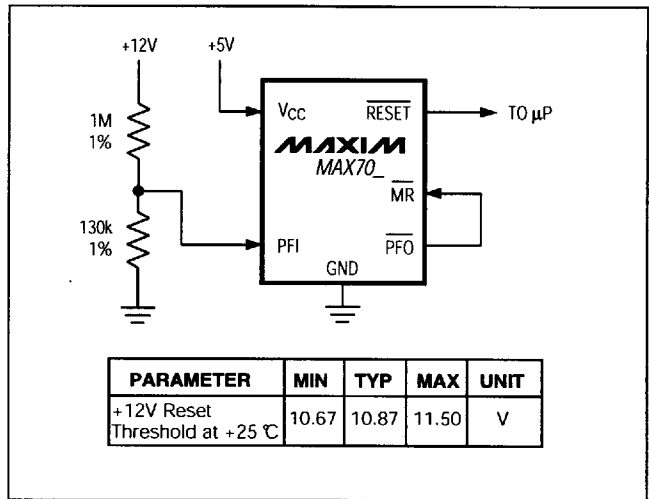 +12V
+5V
1M
1%
130k
1%
VCC
RESET
TO µP
MAXIM
MAX70_
MR
PFI
PFO
GND
PARAMETER MIN TYP MAX UNIT
+12V Reset
Threshold at +25 ℃ 10.67 10.87 11.50 V